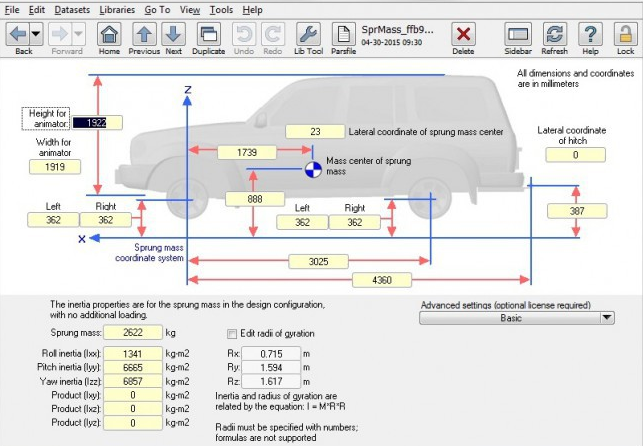 File Edit Datasets Libraries Go To View Tools Help
Back Forward Home Previous Next Duplicate Undo Redo Lib Tool Parsfile
SprMass_ffb9...
04-30-2015 09:30
Delete Sidebar Refresh Help Lock
All dimensions and coordinates
are in millimeters
Z
Height for
animator: 1922
Width for
animator
1919
23 Lateral coordinate of sprung mass center
Lateral coordinate
of hitch
0
1739
Mass center of sprung
mass
888
Left Right
362 362
Left Right
362 362
387
X
Sprung mass
coordinate system
3025
4360
The inertia properties are for the sprung mass in the design configuration,
with no additional loading.
Advanced settings (optional license required)
Basic
Sprung mass: 2622 kg
Edit radii of gyration
Roll inertia (Ixx): 1341 kg-m2
Rx: 0.715 m
Pitch inertia (Iyy): 6665 kg-m2
Ry: 1.594 m
Yaw inertia (Izz): 6857 kg-m2
Rz: 1.617 m
Product (Ixy): 0 kg-m2
Product (Ixz): 0 kg-m2
Product (Iyz): 0 kg-m2
Inertia and radius of gyration are
related by the equation: I = M*R*R
Radii must be specified with numbers;
formulas are not supported